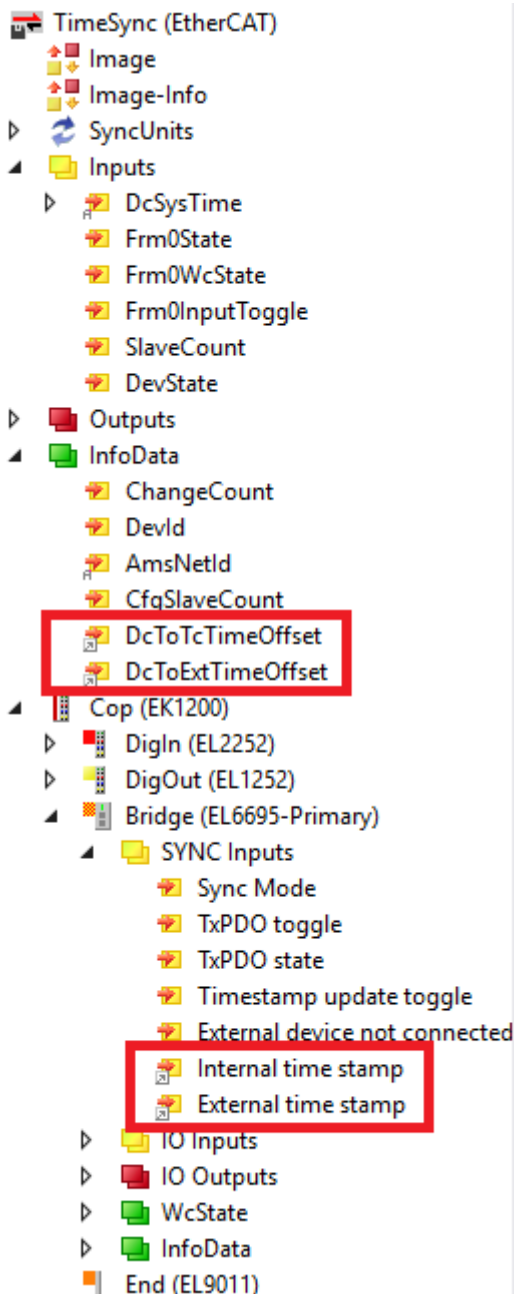 TimeSync (EtherCAT)
Image
Image-Info
SyncUnits
Inputs
DcSysTime
Frm0State
Frm0WcState
Frm0InputToggle
SlaveCount
DevState
Outputs
InfoData
ChangeCount
DevId
AmsNetId
CfgSlaveCount
DcToTcTimeOffset
DcToExtTimeOffset
Cop (EK1200)
DigIn (EL2252)
DigOut (EL1252)
Bridge (EL6695-Primary)
SYNC Inputs
Sync Mode
TxPDO toggle
TxPDO state
Timestamp update toggle
External device not connected
Internal time stamp
External time stamp
IO Inputs
IO Outputs
WcState
InfoData
End (EL9011)